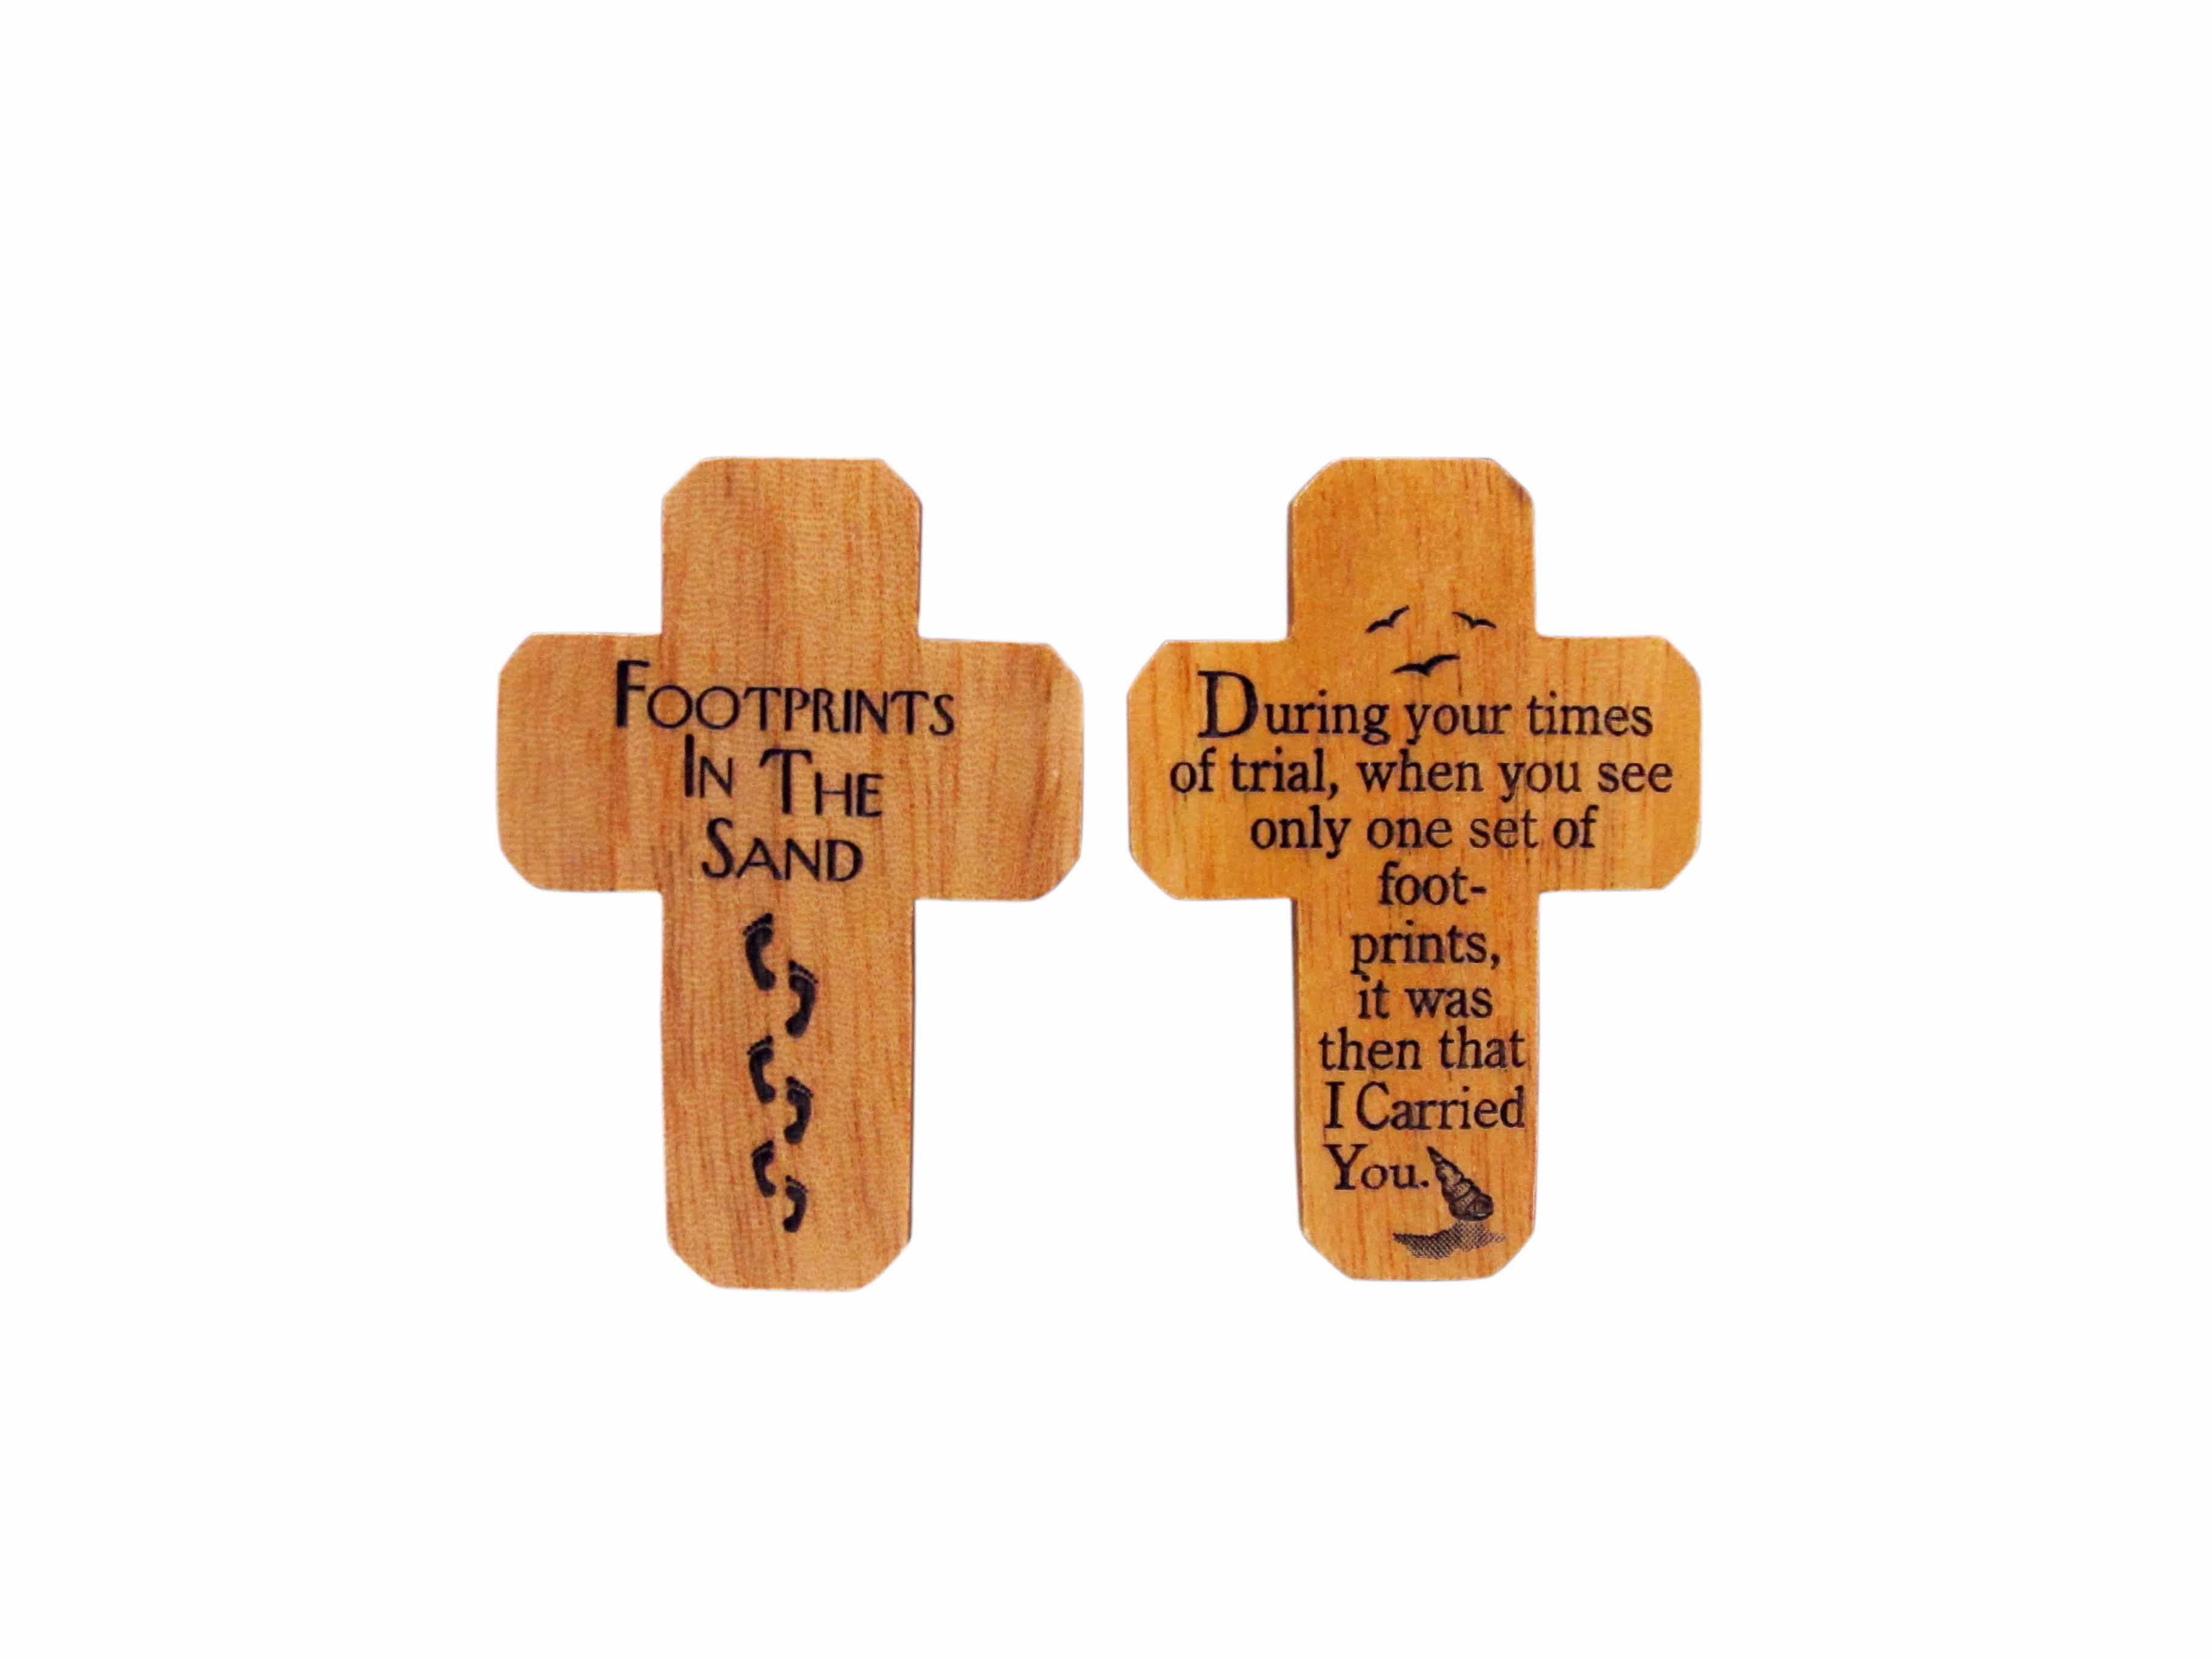 FOOTPRINTS
IN THE
SAND
During your times
of trial, when you see
only one set of
foot-
prints,
it was
then that
I Carried
You.